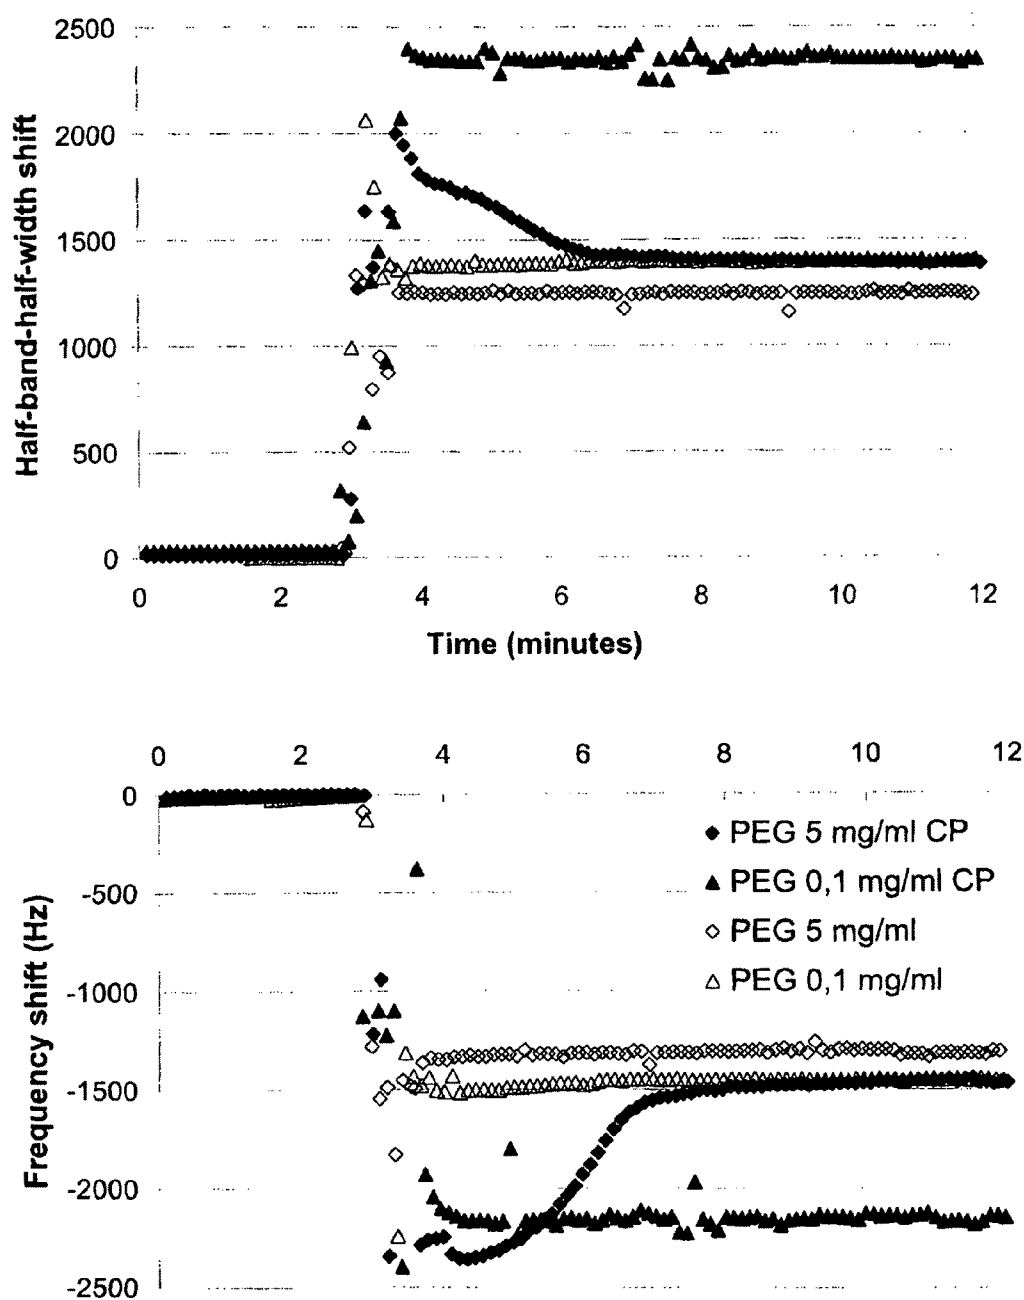 2500
2000
1500
1000
500
0
Half-band-half-width shift
0 2 4 6 8 10 12
Time (minutes)
0 2 4 6 8 10 12
0
-500
-1000
-1500
-2000
-2500
Frequency shift (Hz)
PEG 5 mg/ml CP
PEG 0,1 mg/ml CP
PEG 5 mg/ml
PEG 0,1 mg/ml